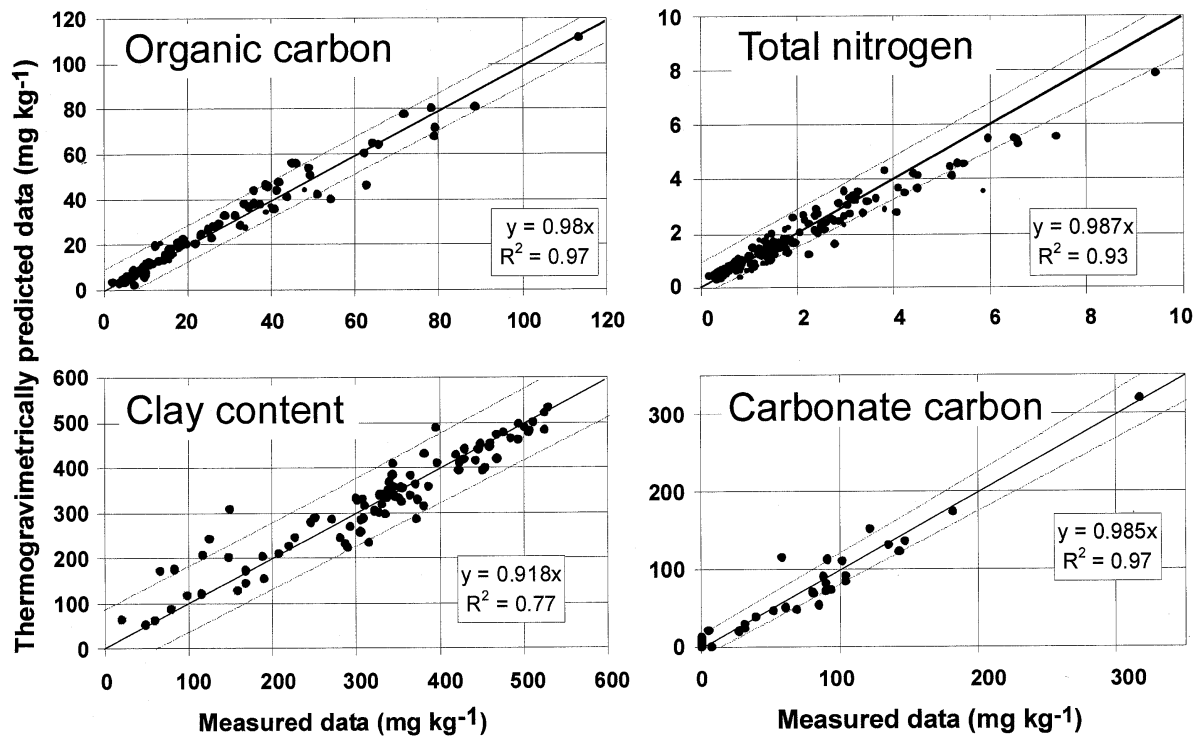 Thermogravimetrically predicted data (mg kg-1)
Organic carbon
120
100
80
60
40
20
0
y = 0.98x
R2 = 0.97
0 20 40 60 80 100 120
Total nitrogen
10
8
6
4
2
0
y = 0.987x
R2 = 0.93
0 2 4 6 8 10
Clay content
600
500
400
300
200
100
0
y = 0.918x
R2 = 0.77
0 100 200 300 400 500 600
Measured data (mg kg-1)
Carbonate carbon
300
200
100
0
y = 0.985x
R2 = 0.97
0 100 200 300
Measured data (mg kg-1)